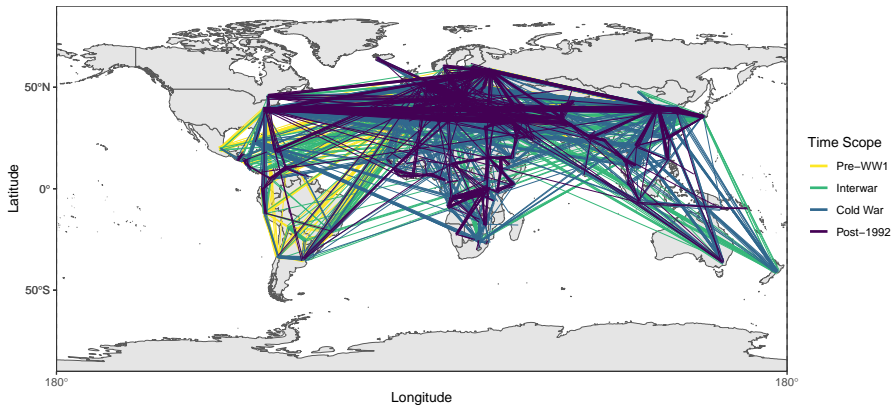 50°N
0°
50°S
Latitude
180°
180°
Longitude
Time Scope
Pre−WW1
Interwar
Cold War
Post−1992